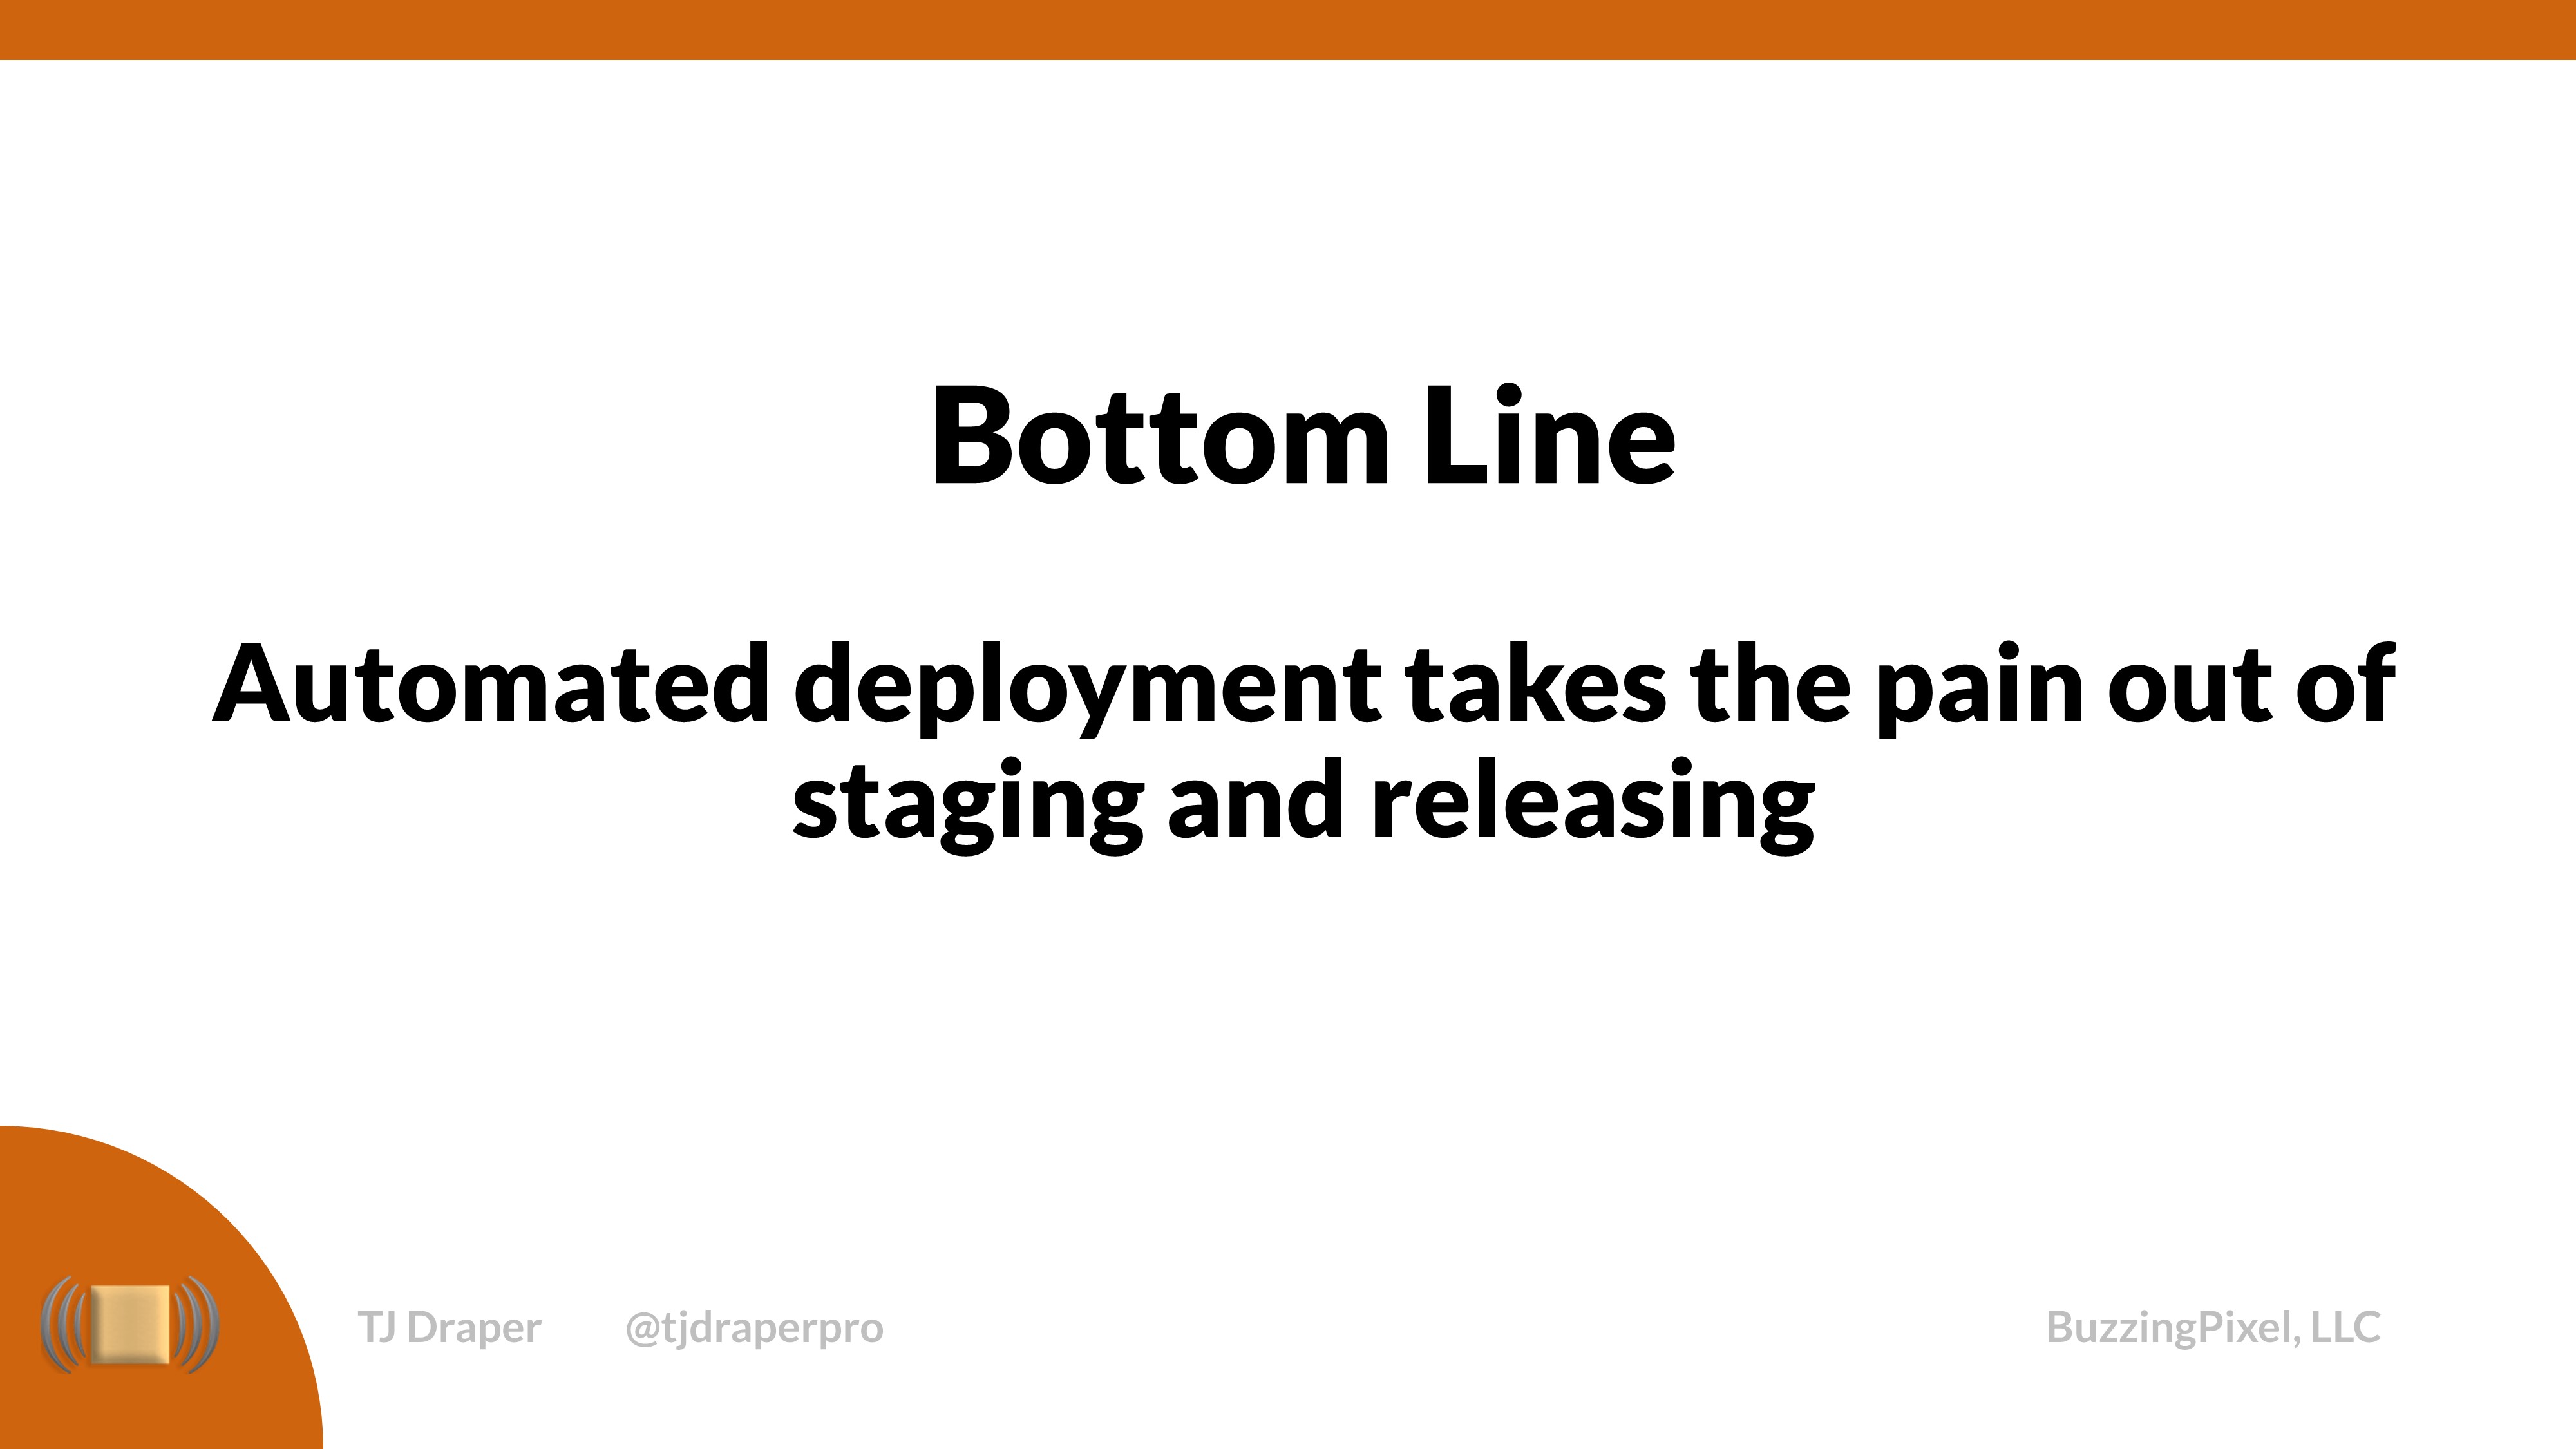 Bottom Line
Automated deployment takes the pain out of
staging and releasing
TJ Draper @tjdraperpro BuzzingPixel, LLC